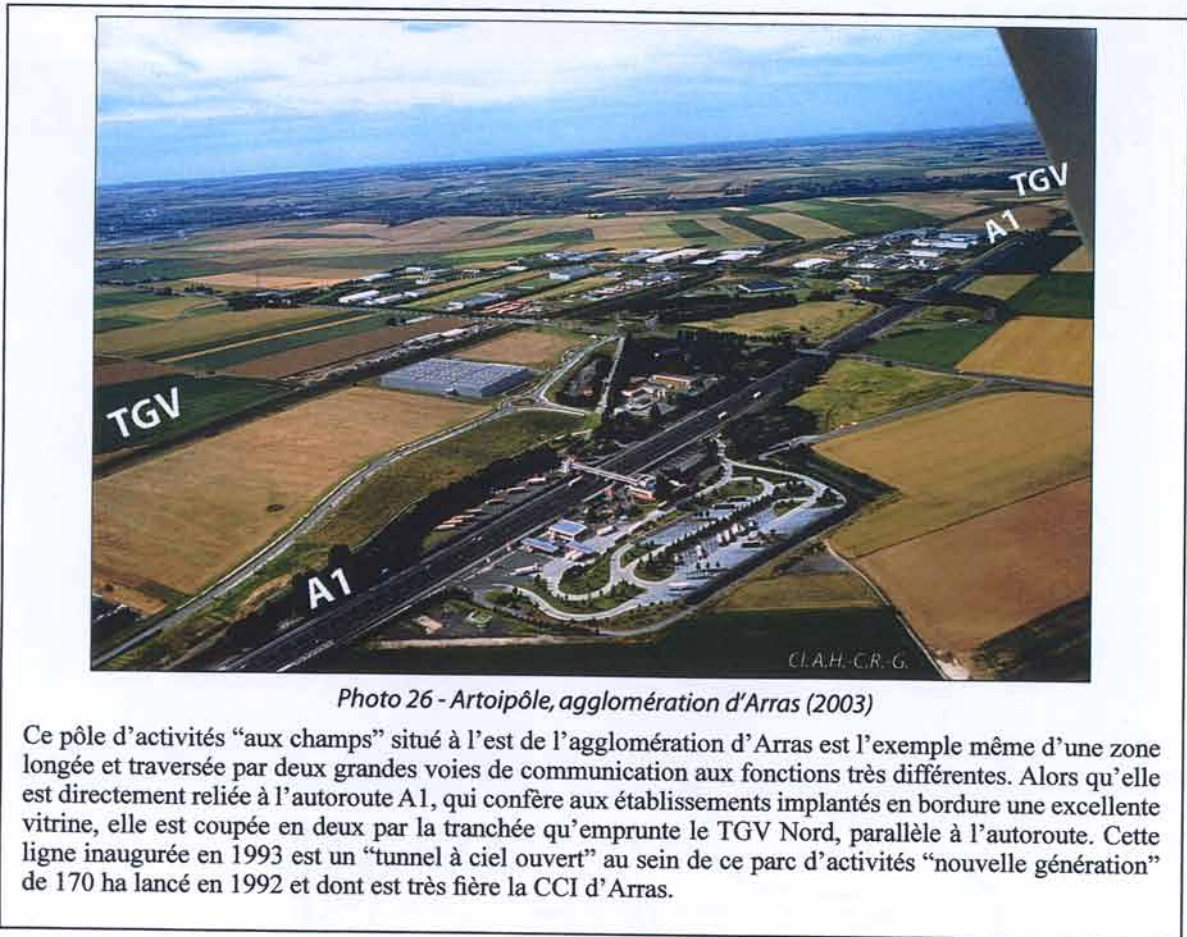 TGV
A1
TGV
A1
Cl.A.H.-C.R.-G.
Photo 26 - Artoipôle, agglomération d'Arras (2003)
Ce pôle d'activités “aux champs” situé à l'est de l'agglomération d'Arras est l'exemple même d'une zone
longée et traversée par deux grandes voies de communication aux fonctions très différentes. Alors qu'elle
est directement reliée à l'autoroute A1, qui confère aux établissements implantés en bordure une excellente
vitrine, elle est coupée en deux par la tranchée qu'emprunte le TGV Nord, parallèle à l'autoroute. Cette
ligne inaugurée en 1993 est un “tunnel à ciel ouvert” au sein de ce parc d'activités “nouvelle génération”
de 170 ha lancé en 1992 et dont est très fière la CCI d'Arras.